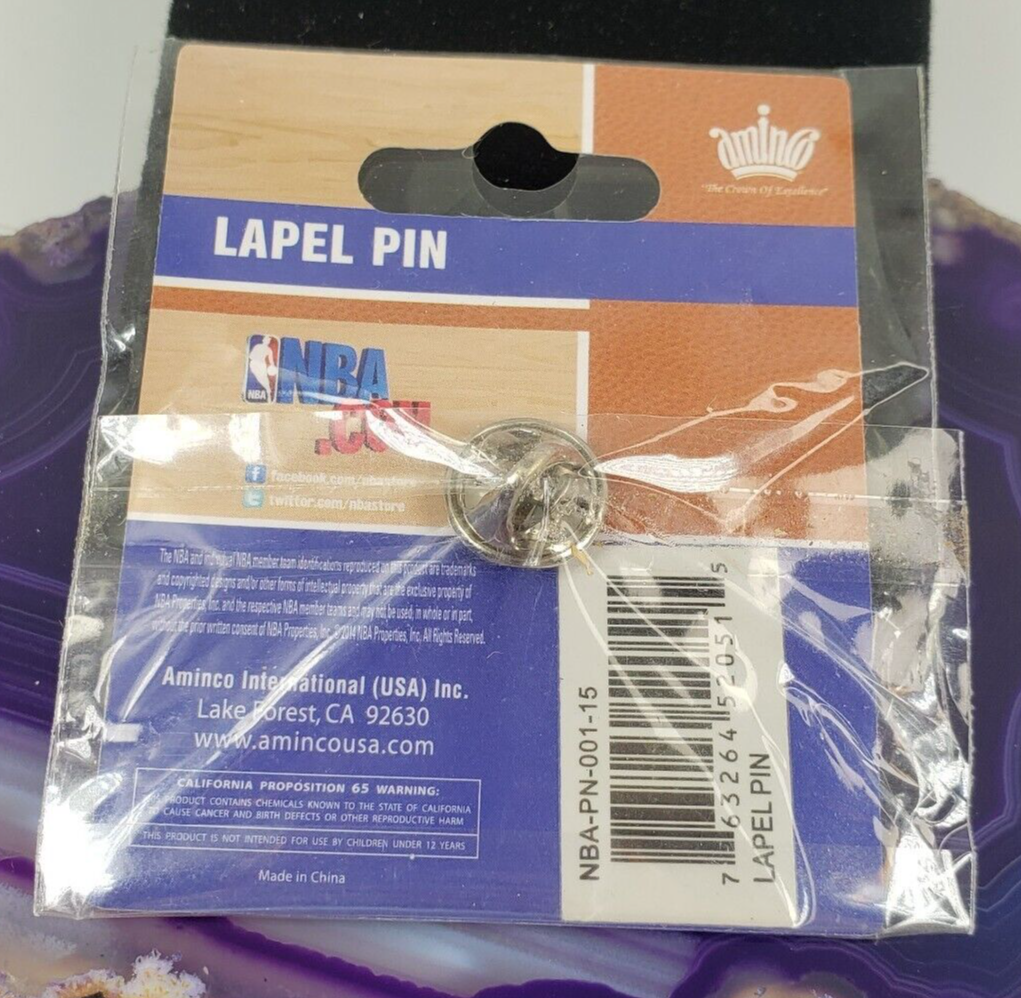 aminco
"The Crown Of Excellence"
LAPEL PIN
NBA
NBA
.COM
facebook.com/nbastore
twitter.com/nbastore
The NBA and individual NBA member team identifications reproduced on this product are trademarks
and copyrighted designs and/or other forms of intellectual property that are the exclusive property of
NBA Properties, Inc. and the respective NBA member teams and may not be used, in whole or in part,
without the prior written consent of NBA Properties, Inc. © 2014 NBA Properties, Inc. All Rights Reserved.
Aminco International (USA) Inc.
Lake Forest, CA 92630
www.amincousa.com
CALIFORNIA PROPOSITION 65 WARNING:
PRODUCT CONTAINS CHEMICALS KNOWN TO THE STATE OF CALIFORNIA
CAUSE CANCER AND BIRTH DEFECTS OR OTHER REPRODUCTIVE HARM
THIS PRODUCT IS NOT INTENDED FOR USE BY CHILDREN UNDER 12 YEARS
Made in China
NBA-PN-001-15
7 63264 52051 5
LAPEL PIN